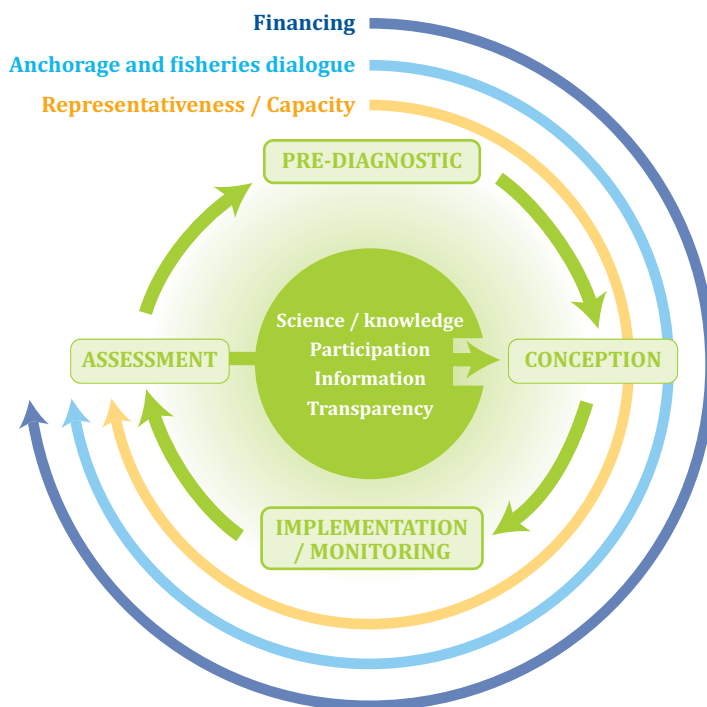 Financing
Anchorage and fisheries dialogue
Representativeness / Capacity
PRE-DIAGNOSTIC
Science / knowledge
Participation
Information
Transparency
ASSESSMENT
CONCEPTION
IMPLEMENTATION
/ MONITORING